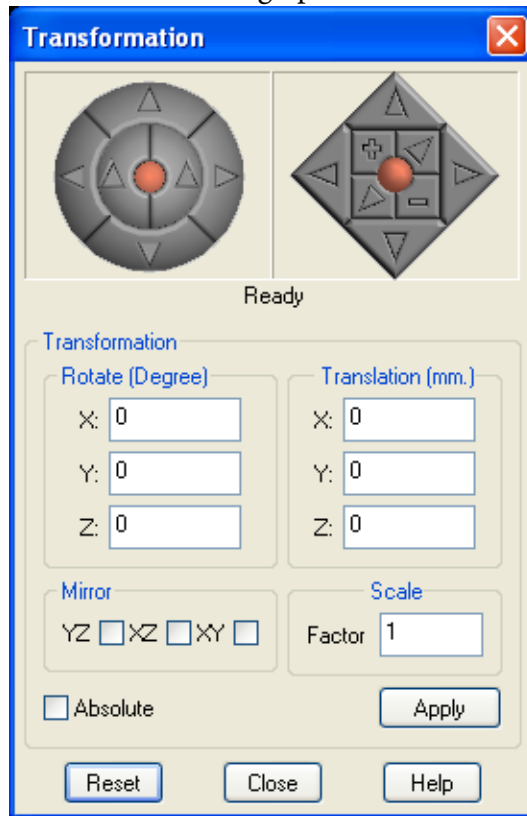 Transformation
Ready
Transformation
Rotate (Degree) Translation (mm.)
X: 0 X: 0
Y: 0 Y: 0
Z: 0 Z: 0
Mirror Scale
YZ XZ XY Factor 1
Absolute Apply
Reset Close Help